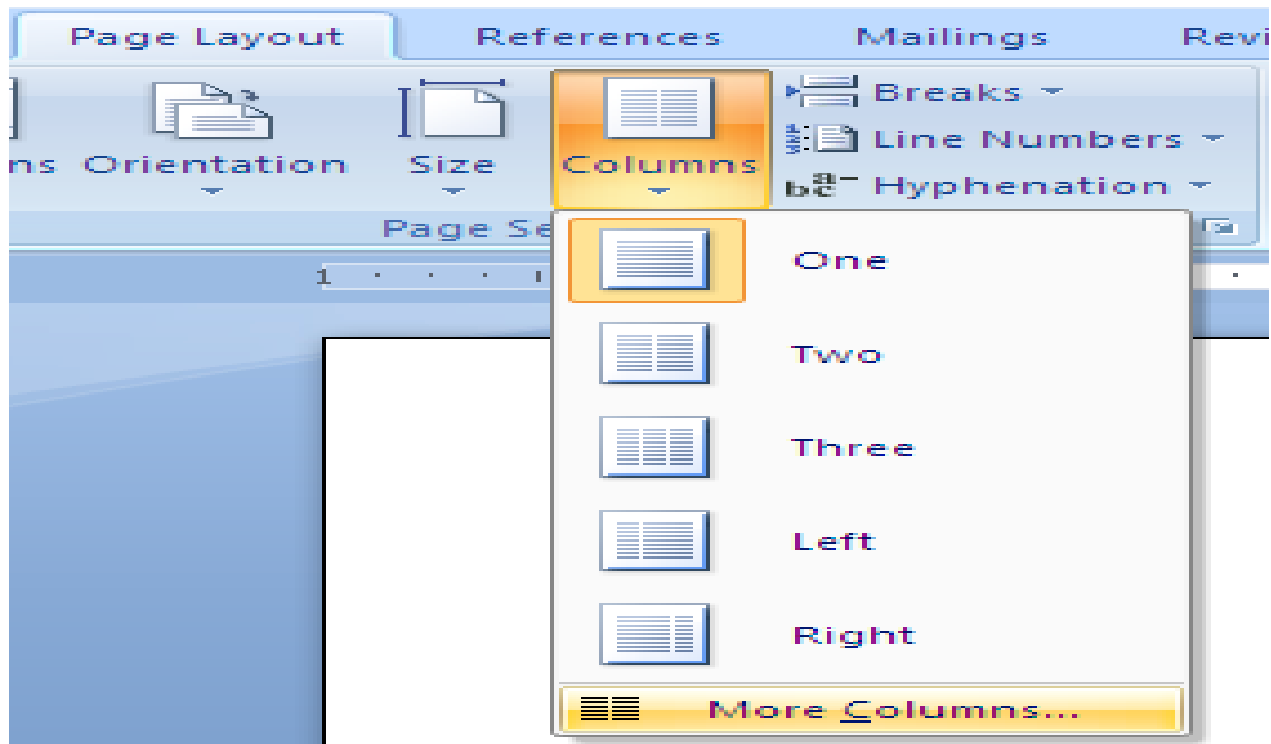 Page Layout References Mailings Revi
Breaks
Line Numbers
ns Orientation Size Columns
Hyphenation
Page Se
1
One
Two
Three
Left
Right
More Columns...